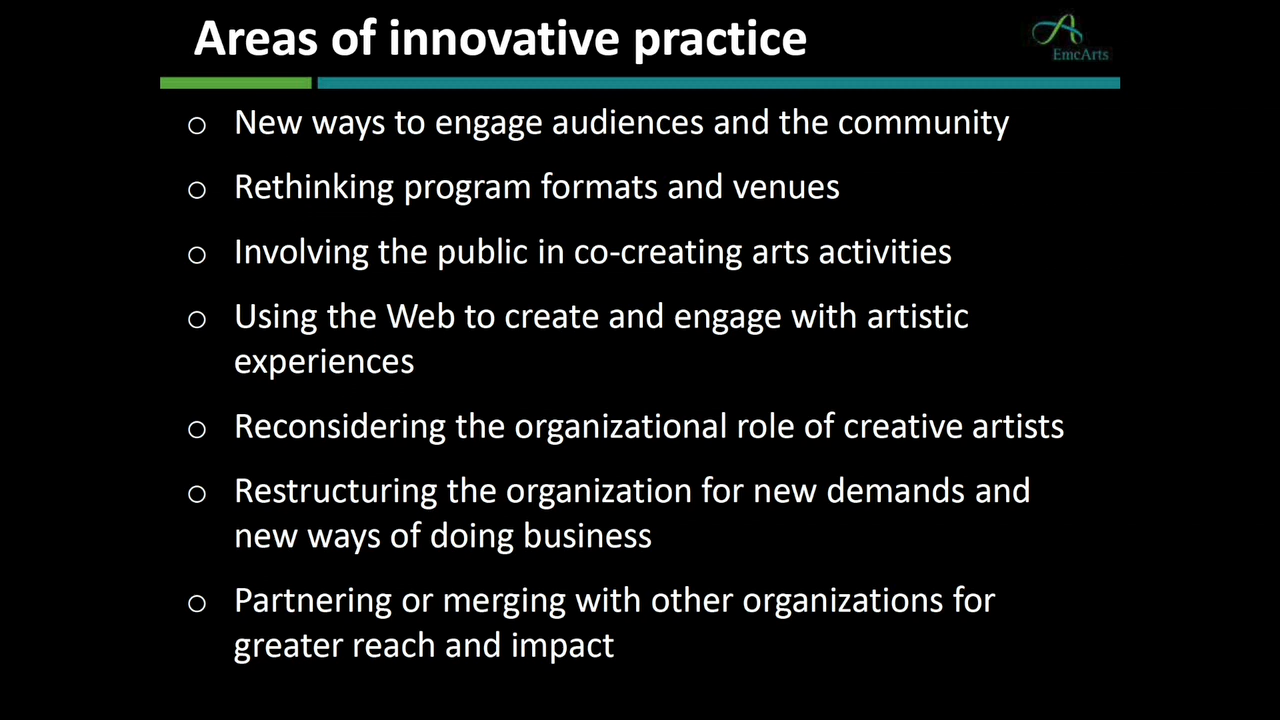 Areas of innovative practice
EmcArts
o New ways to engage audiences and the community
o Rethinking program formats and venues
o Involving the public in co-creating arts activities
o Using the Web to create and engage with artistic
experiences
o Reconsidering the organizational role of creative artists
o Restructuring the organization for new demands and
new ways of doing business
o Partnering or merging with other organizations for
greater reach and impact